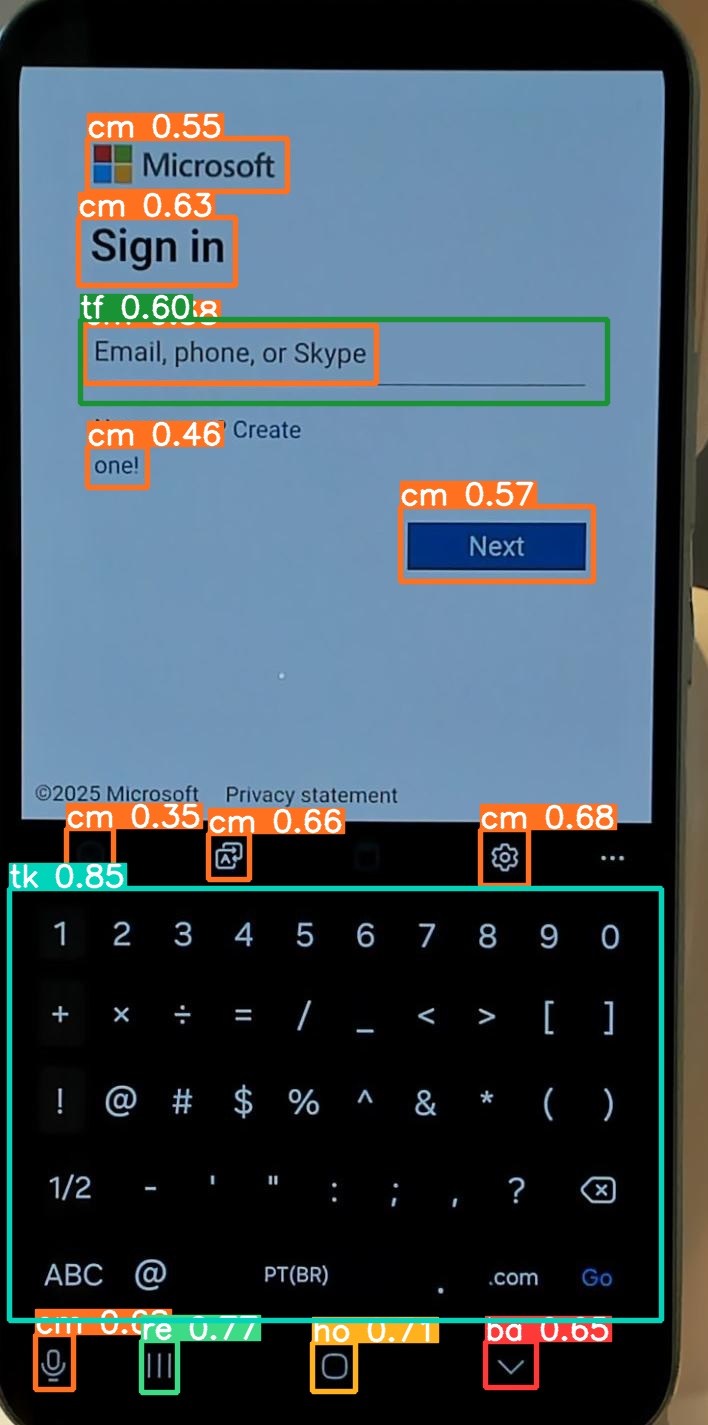 cm 0.55
Microsoft
cm 0.63
Sign in
tf 0.60
Email, phone, or Skype
cm 0.46 Create
one!
cm 0.57
Next
©2025 Microsoft Privacy statement
cm 0.35 cm 0.66 cm 0.68
tk 0.85
1 2 3 4 5 6 7 8 9 0
+ × ÷ = / _ < > [ ]
! @ # $ % ^ & * ( )
1/2 - ' " : ; , ?
ABC @ PT(BR) . .com Go
re 0.77 ho 0.71 ba 0.65